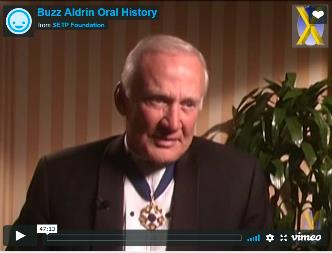 Buzz Aldrin Oral History
from SETP Foundation
47:13
vimeo